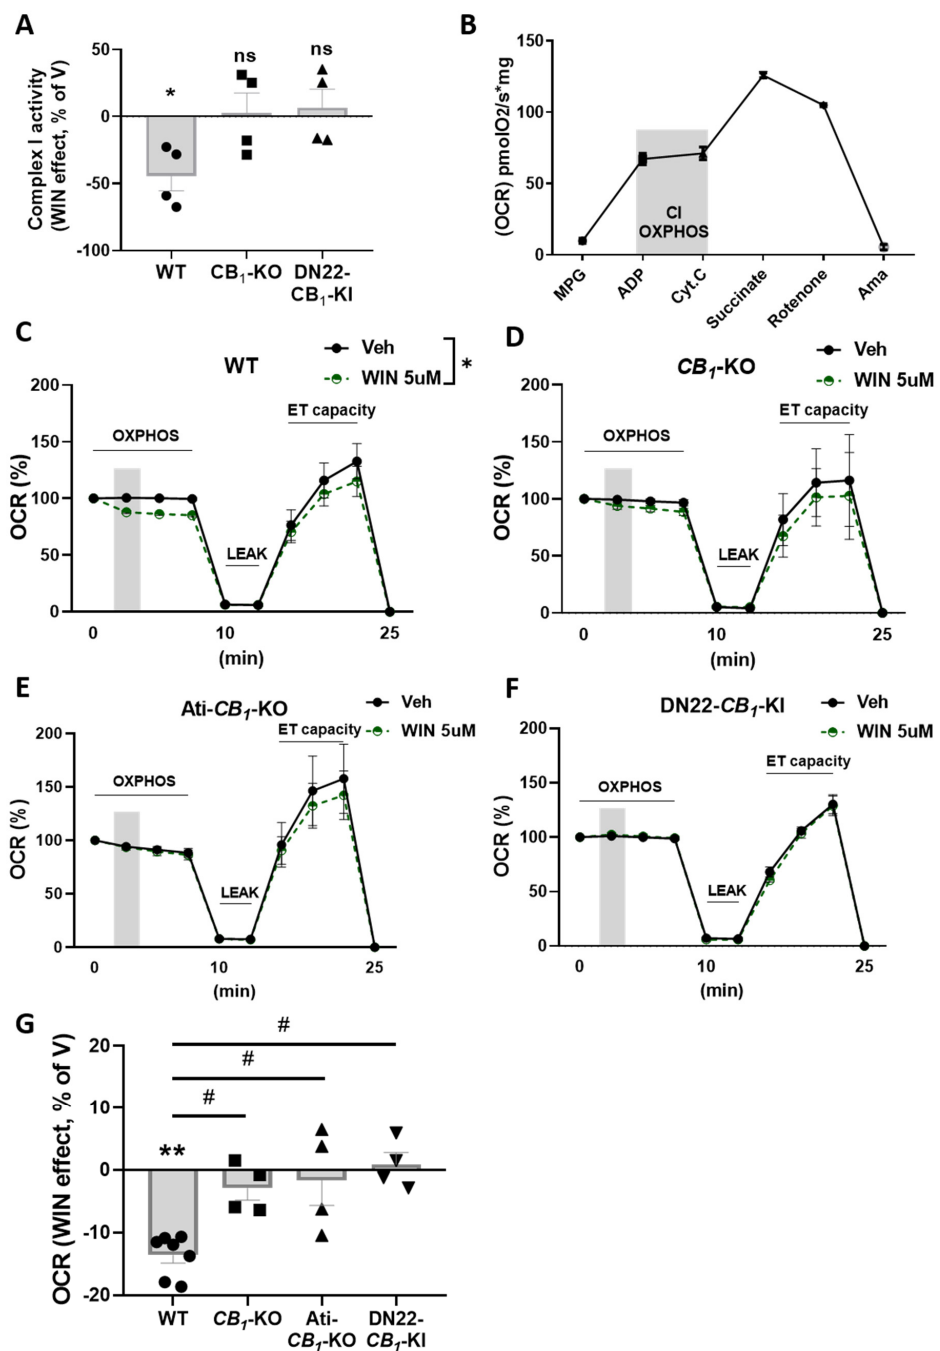 A
Complex I activity
(WIN effect, % of V)
50
0
-50
-100
*
ns
ns
WT
CB₁-KO
DN22-
CB₁-KI
B
(OCR) pmolO2/s*mg
150
100
50
0
CI
OXPHOS
MPG
ADP
Cyt.C
Succinate
Rotenone
Ama
C
WT
Veh
WIN 5uM
*
OCR (%)
200
150
100
50
0
OXPHOS
LEAK
ET capacity
0
10
25
(min)
D
CB₁-KO
Veh
WIN 5uM
OCR (%)
200
150
100
50
0
OXPHOS
LEAK
ET capacity
0
10
25
(min)
E
Ati-CB₁-KO
Veh
WIN 5uM
OCR (%)
200
150
100
50
0
OXPHOS
LEAK
ET capacity
0
10
25
(min)
F
DN22-CB₁-KI
Veh
WIN 5uM
OCR (%)
200
150
100
50
0
OXPHOS
LEAK
ET capacity
0
10
25
(min)
G
OCR (WIN effect, % of V)
20
10
0
-10
-20
#
#
#
**
WT
CB₁-KO
Ati-
CB₁-KO
DN22-
CB₁-KI